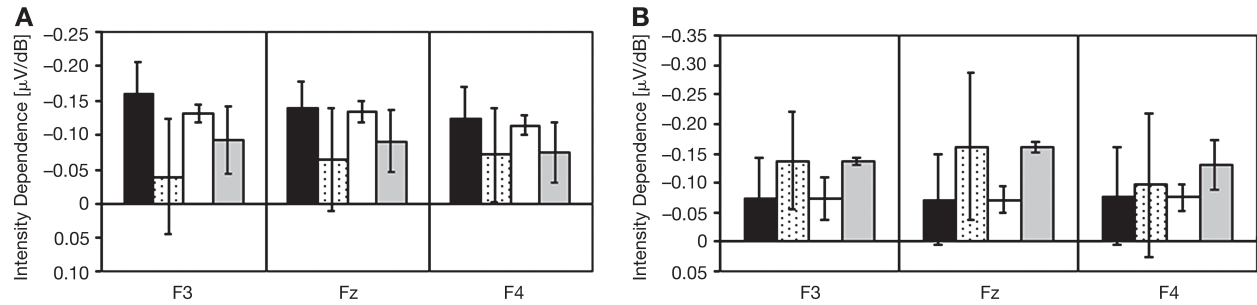 A
Intensity Dependence [µV/dB]
–0.25
–0.20
–0.15
–0.10
–0.05
0
0.05
0.10
F3
Fz
F4
B
Intensity Dependence [µV/dB]
–0.35
–0.30
–0.25
–0.20
–0.15
–0.10
–0.05
0
0.05
F3
Fz
F4